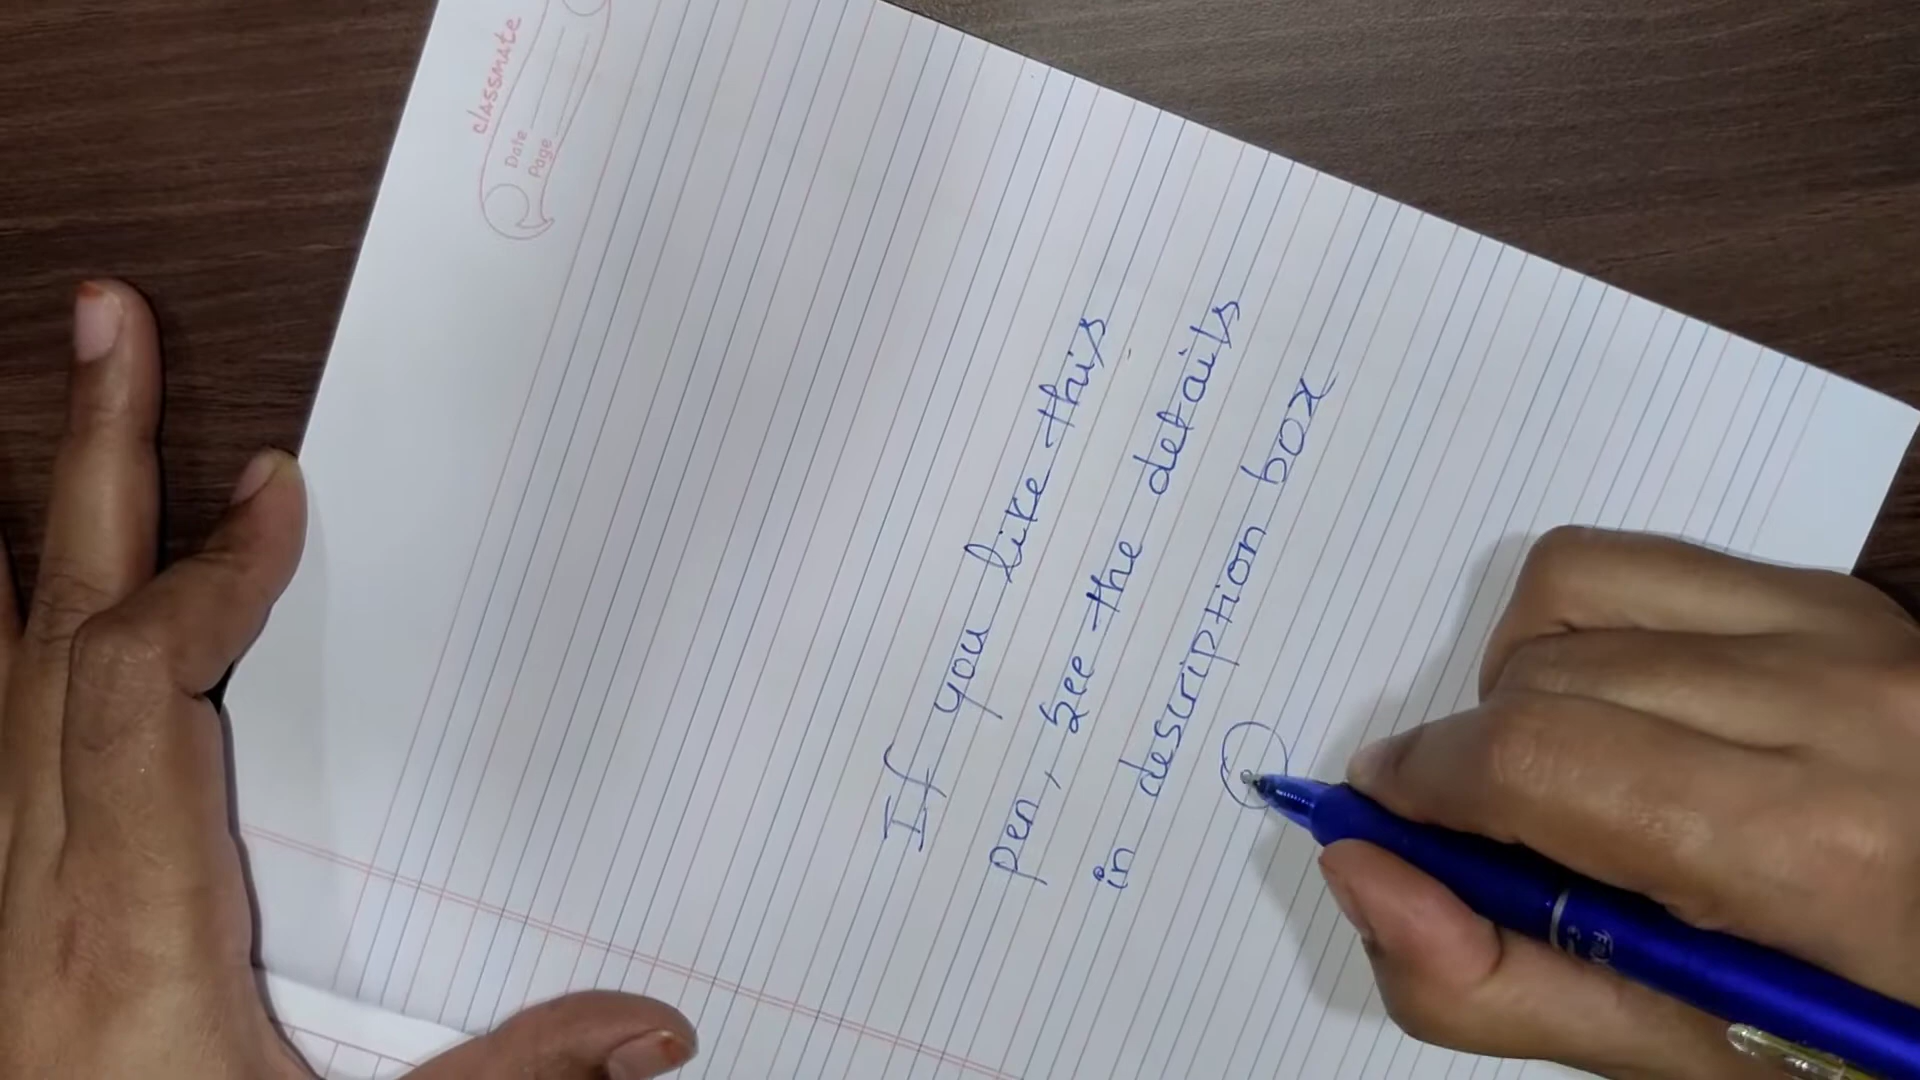 classmate
Date
Page
If you like this
pen, see the details
in description box